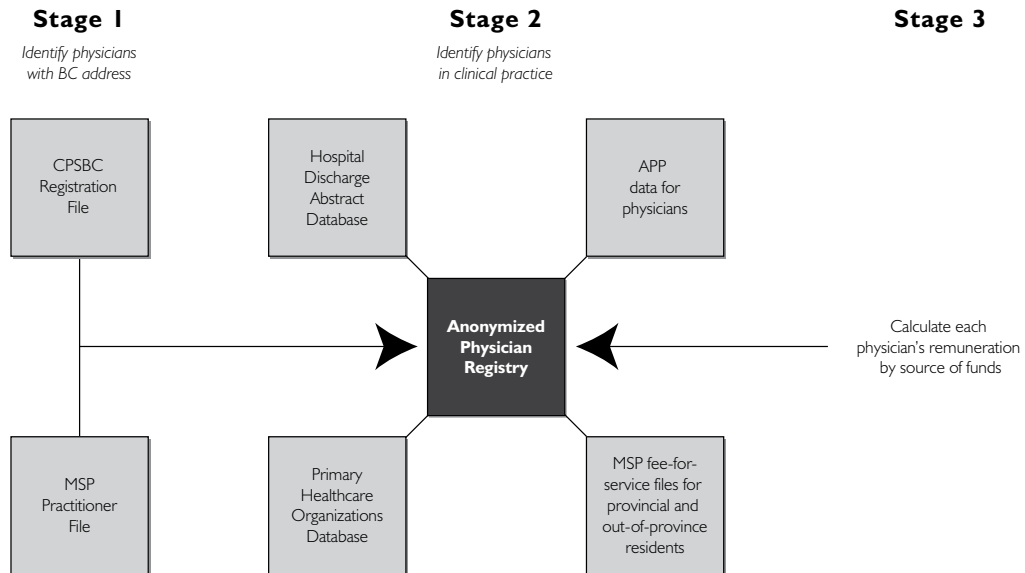 Stage 1
Identify physicians
with BC address
Stage 2
Identify physicians
in clinical practice
Stage 3
CPSBC
Registration
File
Hospital
Discharge
Abstract
Database
APP
data for
physicians
Anonymized
Physician
Registry
Calculate each
physician's remuneration
by source of funds
MSP
Practitioner
File
Primary
Healthcare
Organizations
Database
MSP fee-for-
service files for
provincial and
out-of-province
residents